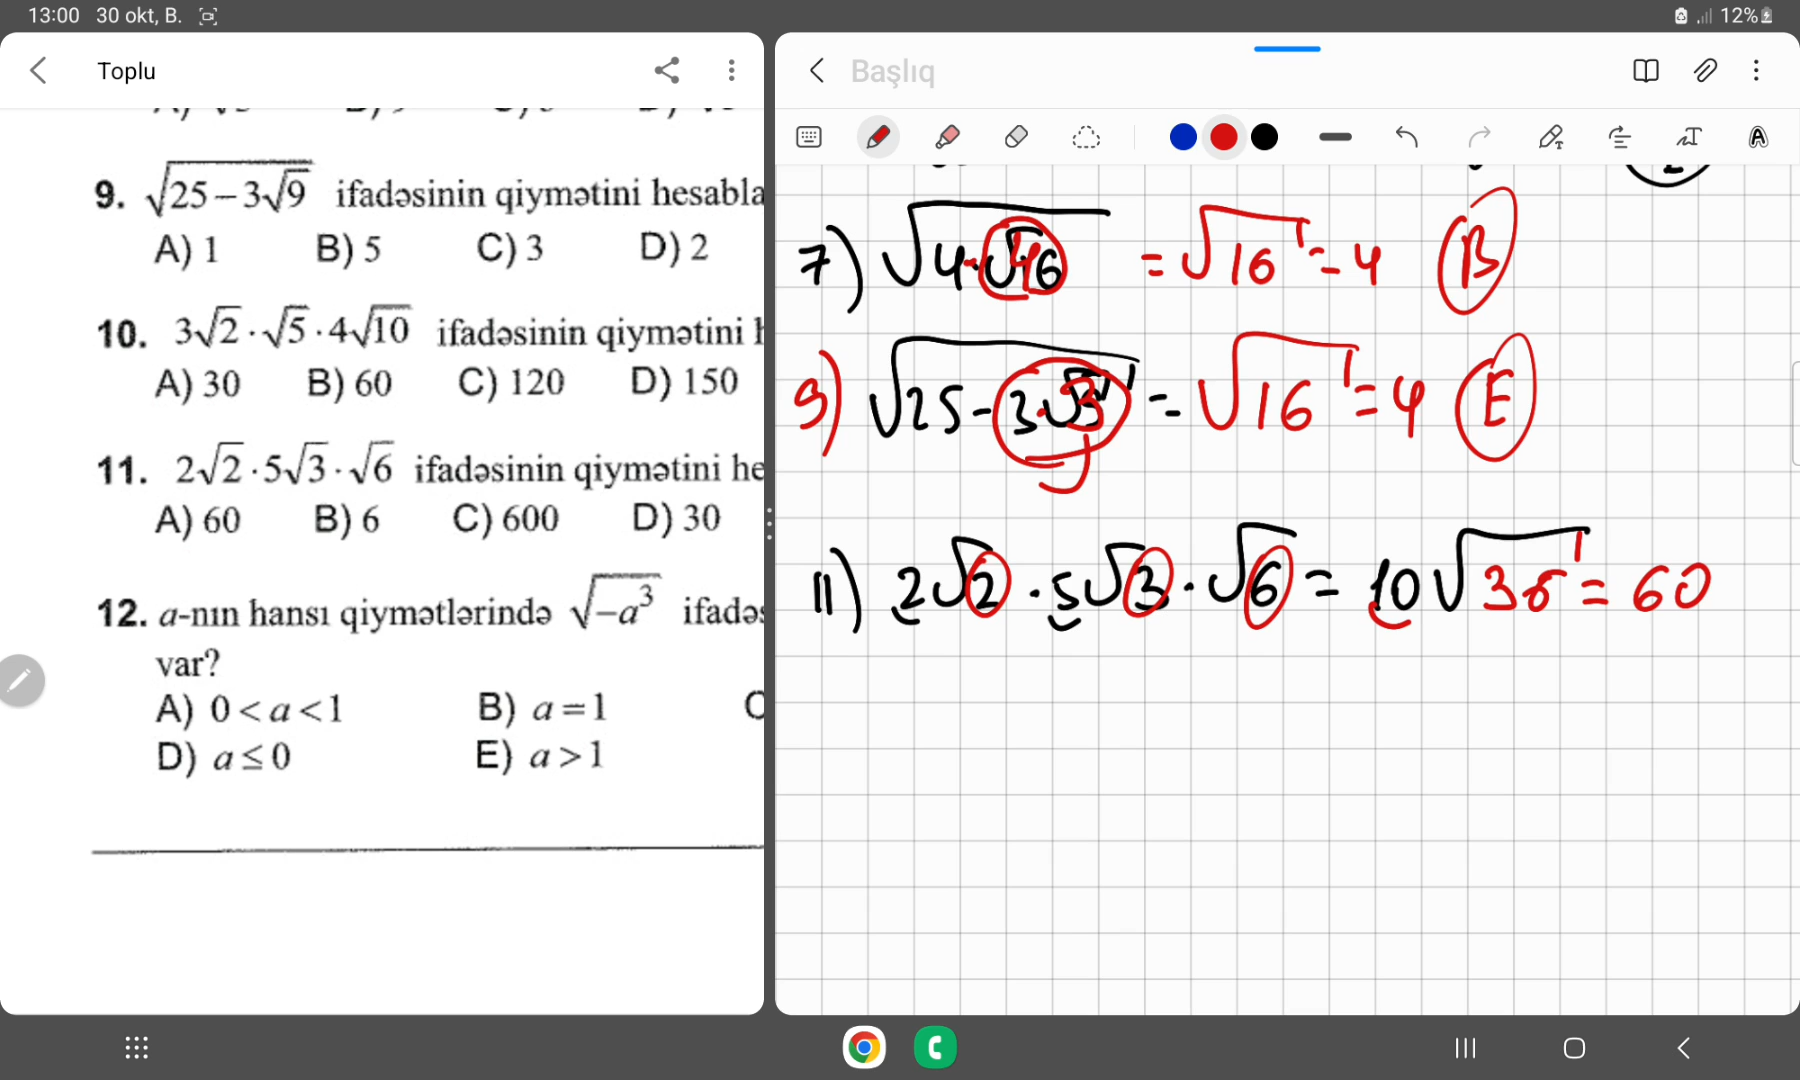 13:00 30 okt, B. 12%
Toplu
9. √(25 − 3√9) ifadəsinin qiymətini hesabla
A) 1 B) 5 C) 3 D) 2
10. 3√2 · √5 · 4√10 ifadəsinin qiymətini h
A) 30 B) 60 C) 120 D) 150
11. 2√2 · 5√3 · √6 ifadəsinin qiymətini he
A) 60 B) 6 C) 600 D) 30
12. a-nın hansı qiymətlərində √(−a³) ifadəs
var?
A) 0 < a < 1 B) a = 1 C
D) a ≤ 0 E) a > 1
Başlıq
7) √(4·√16) = √16 = 4 B
9) √(25 − 3·√9) = √16 = 4 E
11) 2√2 · 5√3 · √6 = 10√36 = 60